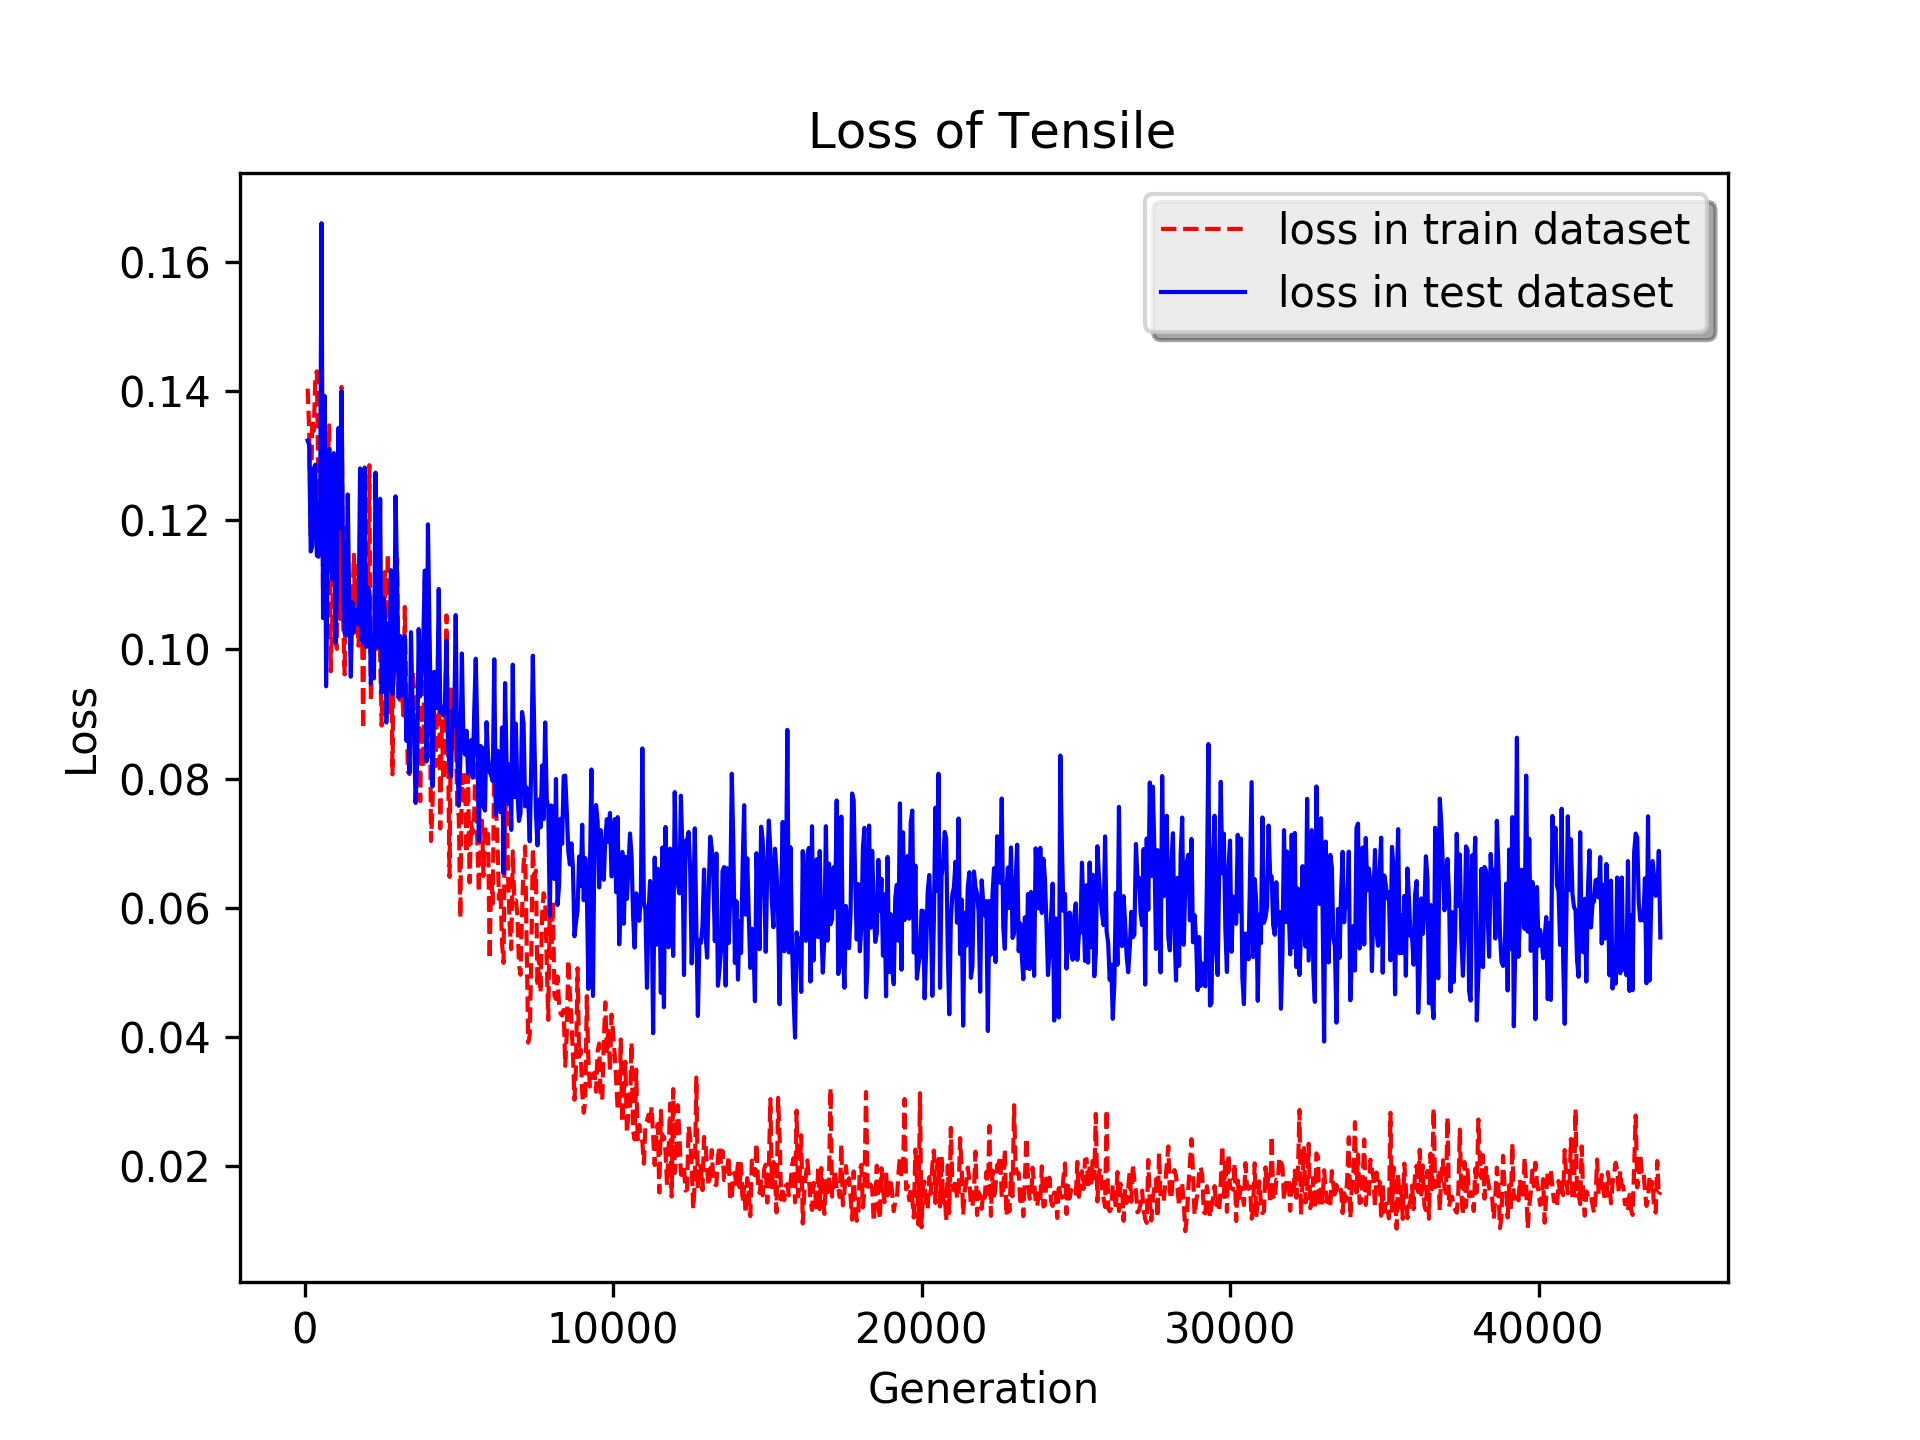 Loss of Tensile
loss in train dataset
loss in test dataset
0.16
0.14
0.12
0.10
0.08
0.06
0.04
0.02
Loss
0 10000 20000 30000 40000
Generation